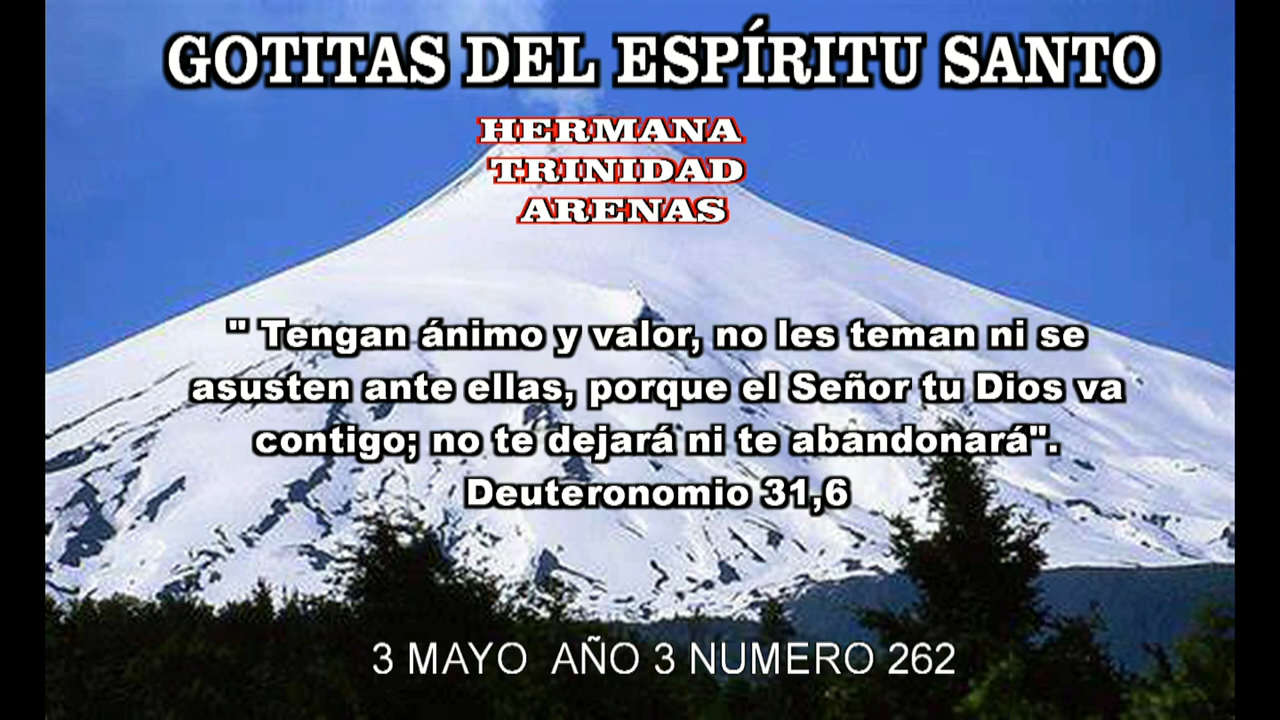 GOTITAS DEL ESPÍRITU SANTO
HERMANA
TRINIDAD
ARENAS
" Tengan ánimo y valor, no les teman ni se
asusten ante ellas, porque el Señor tu Dios va
contigo; no te dejará ni te abandonará".
Deuteronomio 31,6
3 MAYO  AÑO 3 NUMERO 262